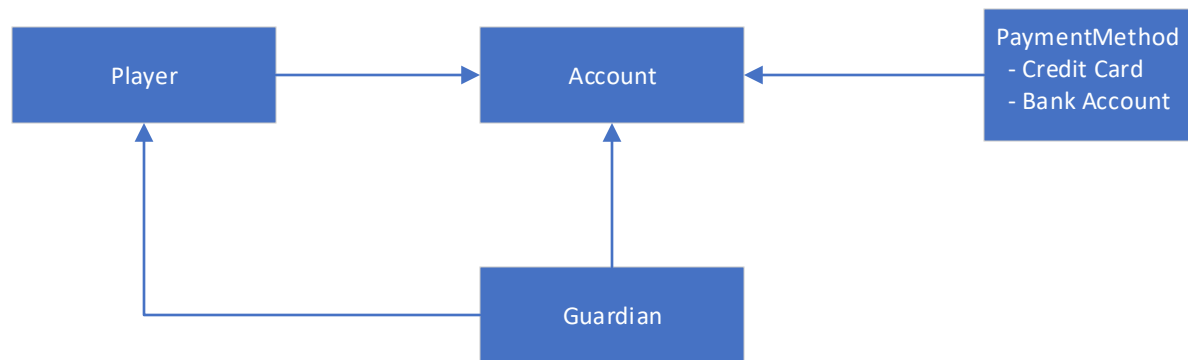 Player
Account
PaymentMethod
- Credit Card
- Bank Account
Guardian